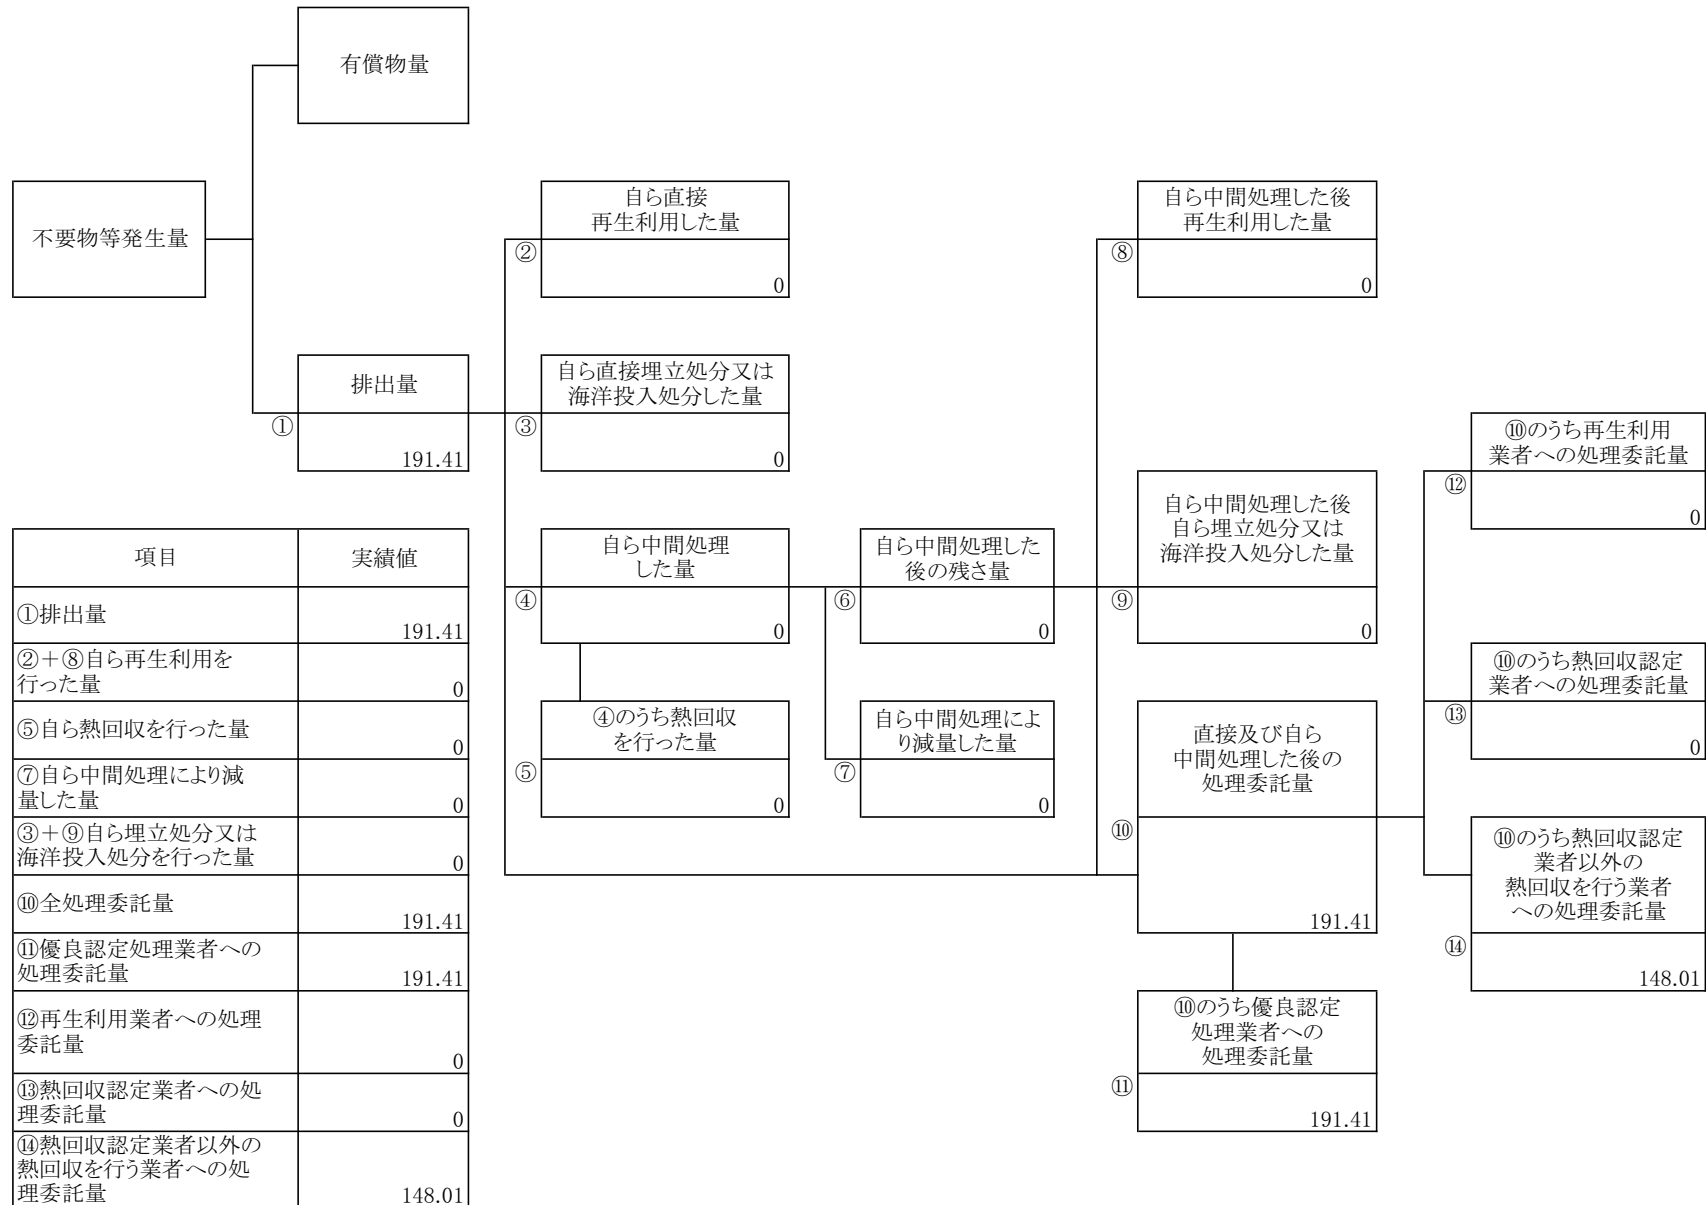 有償物量
不要物等発生量
排出量
①
191.41
自ら直接
再生利用した量
②
0
自ら直接埋立処分又は
海洋投入処分した量
③
0
自ら中間処理
した量
④
0
④のうち熱回収
を行った量
⑤
0
自ら中間処理した
後の残さ量
⑥
0
自ら中間処理によ
り減量した量
⑦
0
自ら中間処理した後
再生利用した量
⑧
0
自ら中間処理した後
自ら埋立処分又は
海洋投入処分した量
⑨
0
直接及び自ら
中間処理した後の
処理委託量
⑩
191.41
⑩のうち優良認定
処理業者への
処理委託量
⑪
191.41
⑩のうち再生利用
業者への処理委託量
⑫
0
⑩のうち熱回収認定
業者への処理委託量
⑬
0
⑩のうち熱回収認定
業者以外の
熱回収を行う業者
への処理委託量
⑭
148.01
項目 実績値
①排出量
191.41
②＋⑧自ら再生利用を
行った量
0
⑤自ら熱回収を行った量
0
⑦自ら中間処理により減
量した量
0
③＋⑨自ら埋立処分又は
海洋投入処分を行った量
0
⑩全処理委託量
191.41
⑪優良認定処理業者への
処理委託量
191.41
⑫再生利用業者への処理
委託量
0
⑬熱回収認定業者への処
理委託量
0
⑭熱回収認定業者以外の
熱回収を行う業者への処
理委託量
148.01